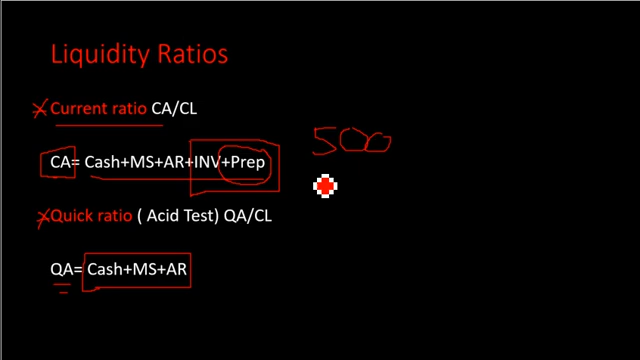 Liquidity Ratios
Current ratio CA/CL
500
CA= Cash+MS+AR+INV+Prep
Quick ratio ( Acid Test) QA/CL
QA= Cash+MS+AR